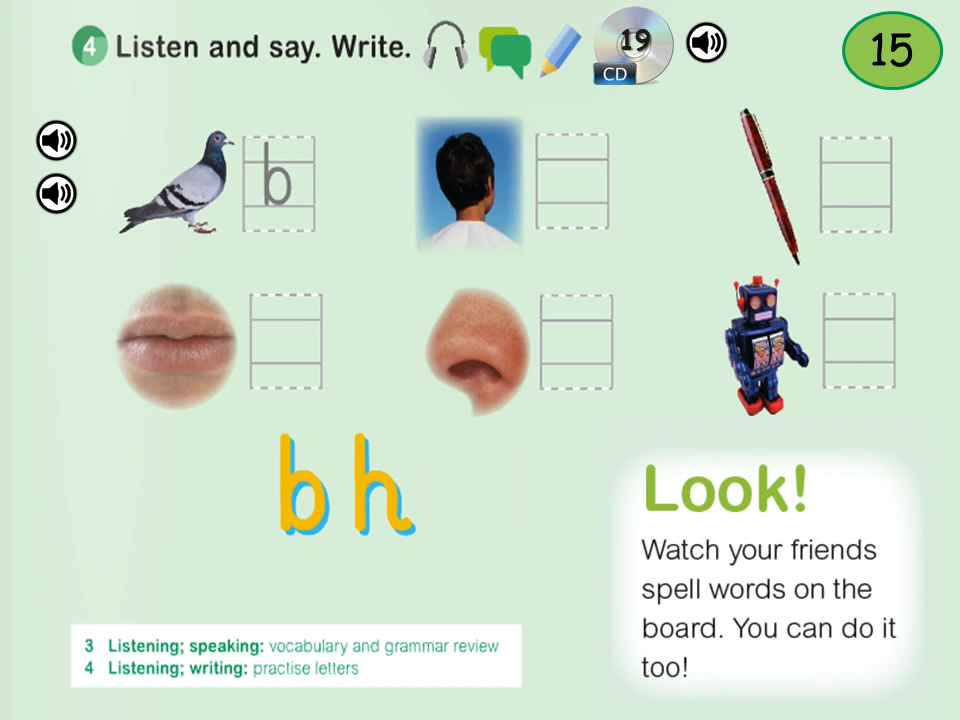 4 Listen and say. Write.
19
CD
15
b
b h
Look!
Watch your friends
spell words on the
board. You can do it
too!
3 Listening; speaking: vocabulary and grammar review
4 Listening; writing: practise letters